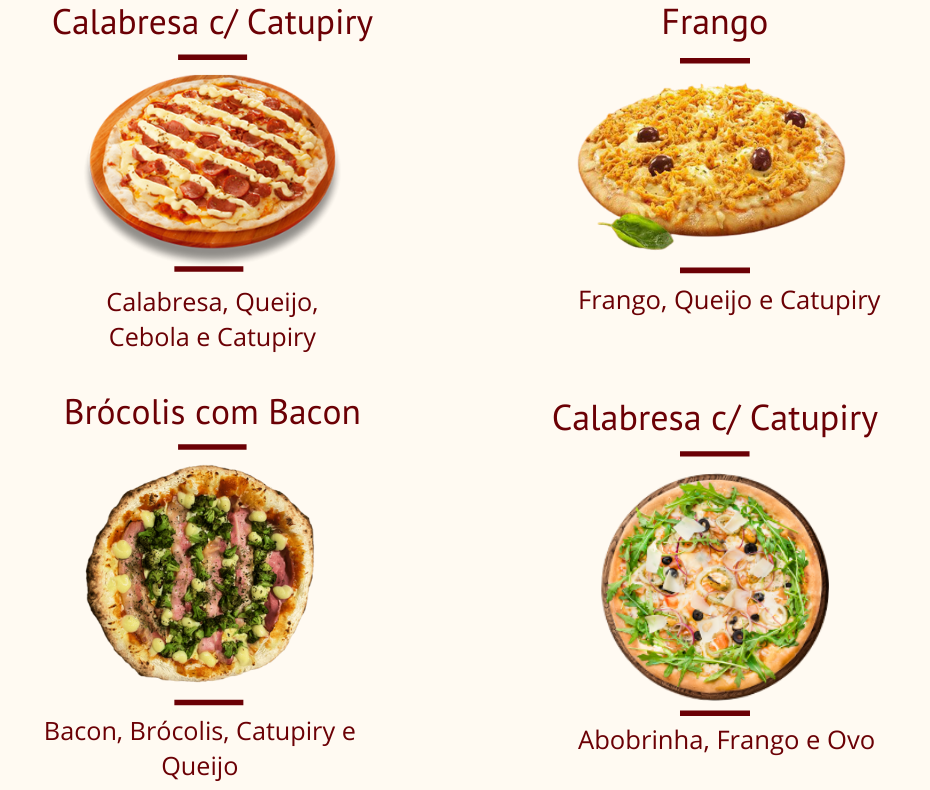 Calabresa c/ Catupiry
Calabresa, Queijo,
Cebola e Catupiry
Frango
Frango, Queijo e Catupiry
Brócolis com Bacon
Bacon, Brócolis, Catupiry e
Queijo
Calabresa c/ Catupiry
Abobrinha, Frango e Ovo